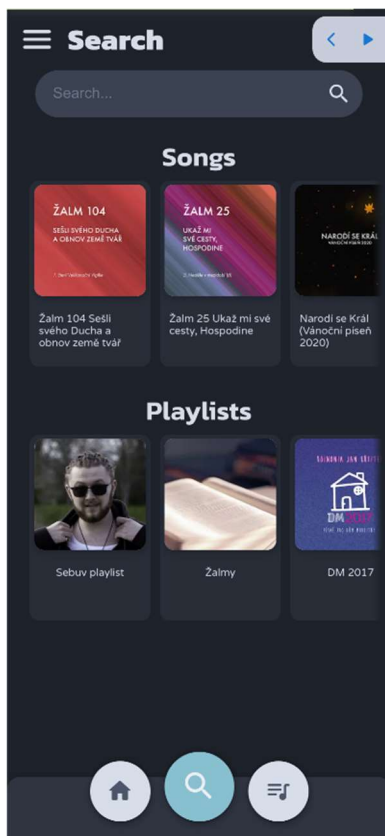 Search
Search...
Songs
ŽALM 104
SEŠLI SVÉHO DUCHA
A OBNOV ZEMĚ TVÁŘ
ŽALM 25
UKAŽ MI
SVÉ CESTY,
HOSPODINE
NARODÍ SE KRÁL
VÁNOČNÍ PÍSEŇ 2020
Žalm 104 Sešli
svého Ducha a
obnov země tvář
Žalm 25 Ukaž mi své
cesty, Hospodine
Narodí se Král
(Vánoční píseň
2020)
Playlists
DM 2017
Sebuv playlist
Žalmy
DM 2017